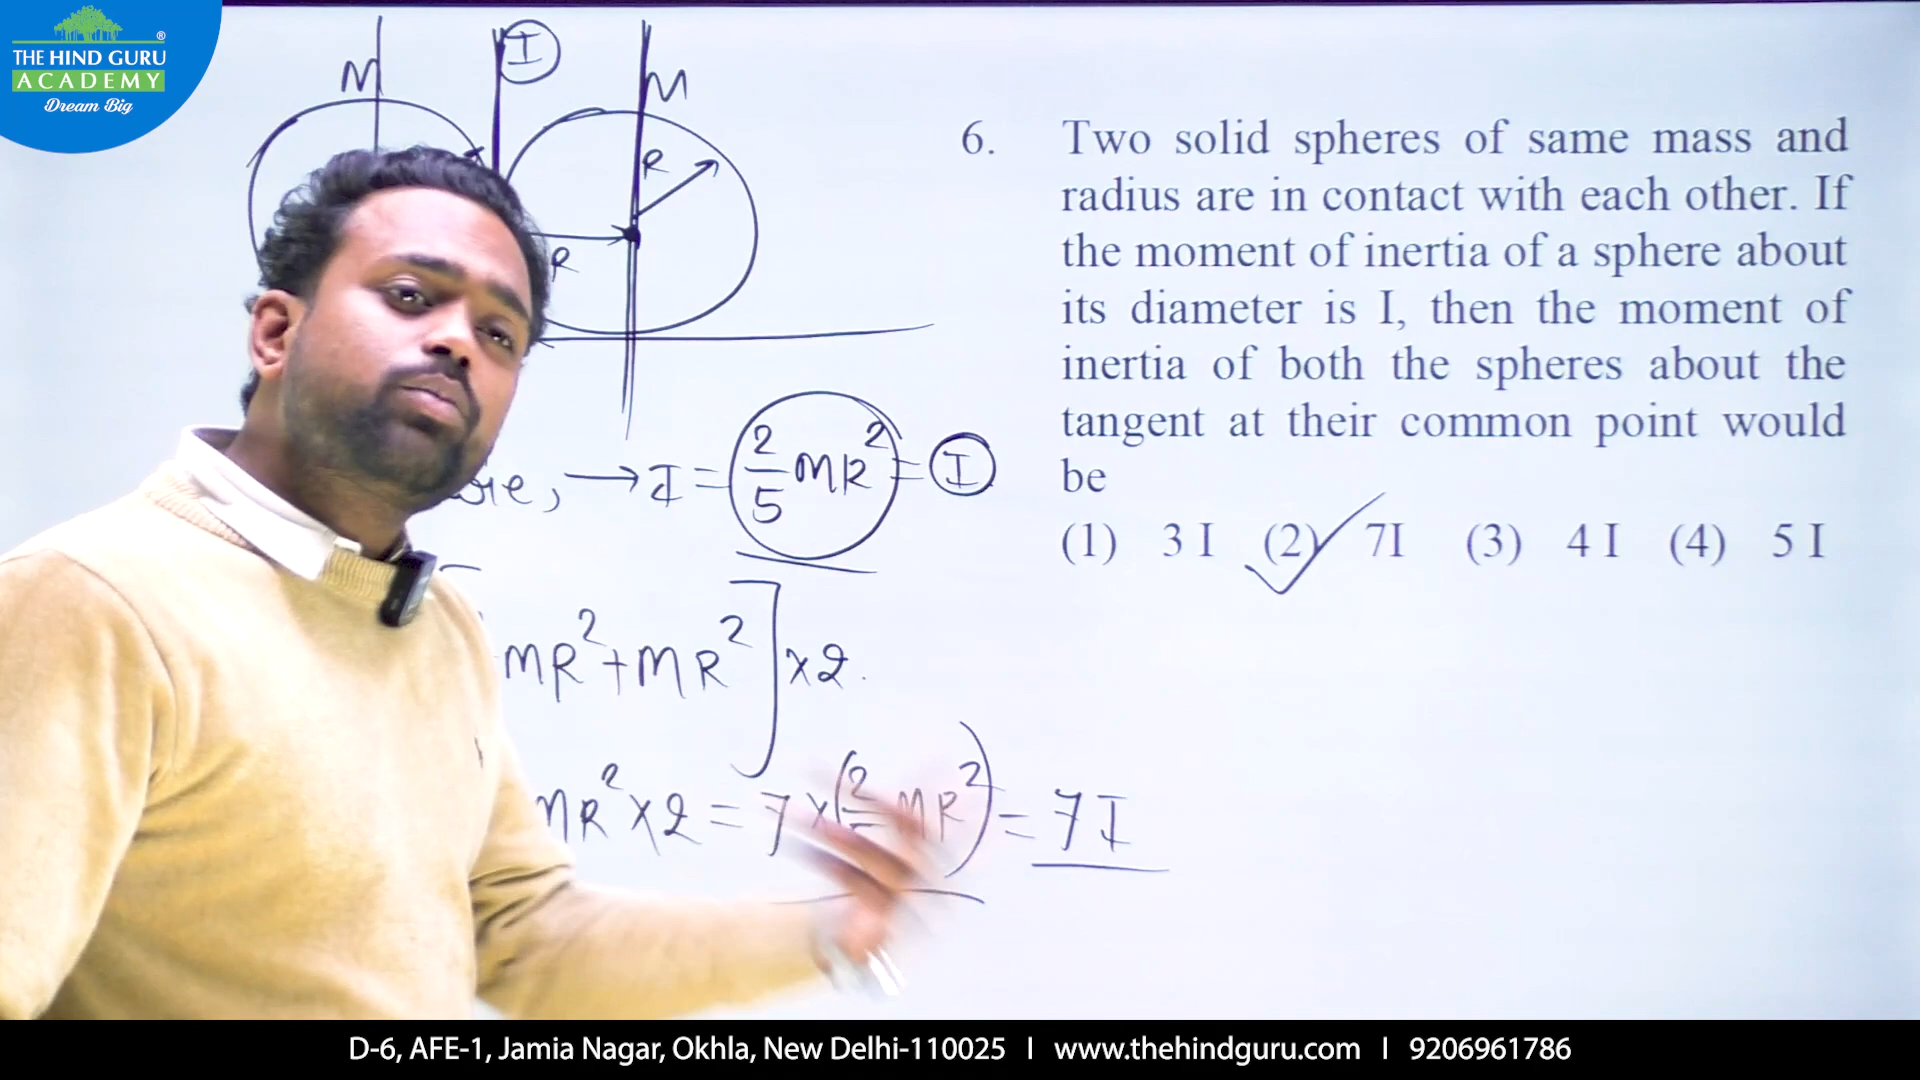 THE HIND GURU ®
ACADEMY
Dream Big
M
I
M
R
R
→ I = 2/5 MR² = I
MR² + MR² ] ×2.
MR² ×2 = 7 × (2 MR²) = 7I
6. Two solid spheres of same mass and
radius are in contact with each other. If
the moment of inertia of a sphere about
its diameter is I, then the moment of
inertia of both the spheres about the
tangent at their common point would
be
(1) 3 I (2) 7I (3) 4 I (4) 5 I
D-6, AFE-1, Jamia Nagar, Okhla, New Delhi-110025 | www.thehindguru.com | 9206961786